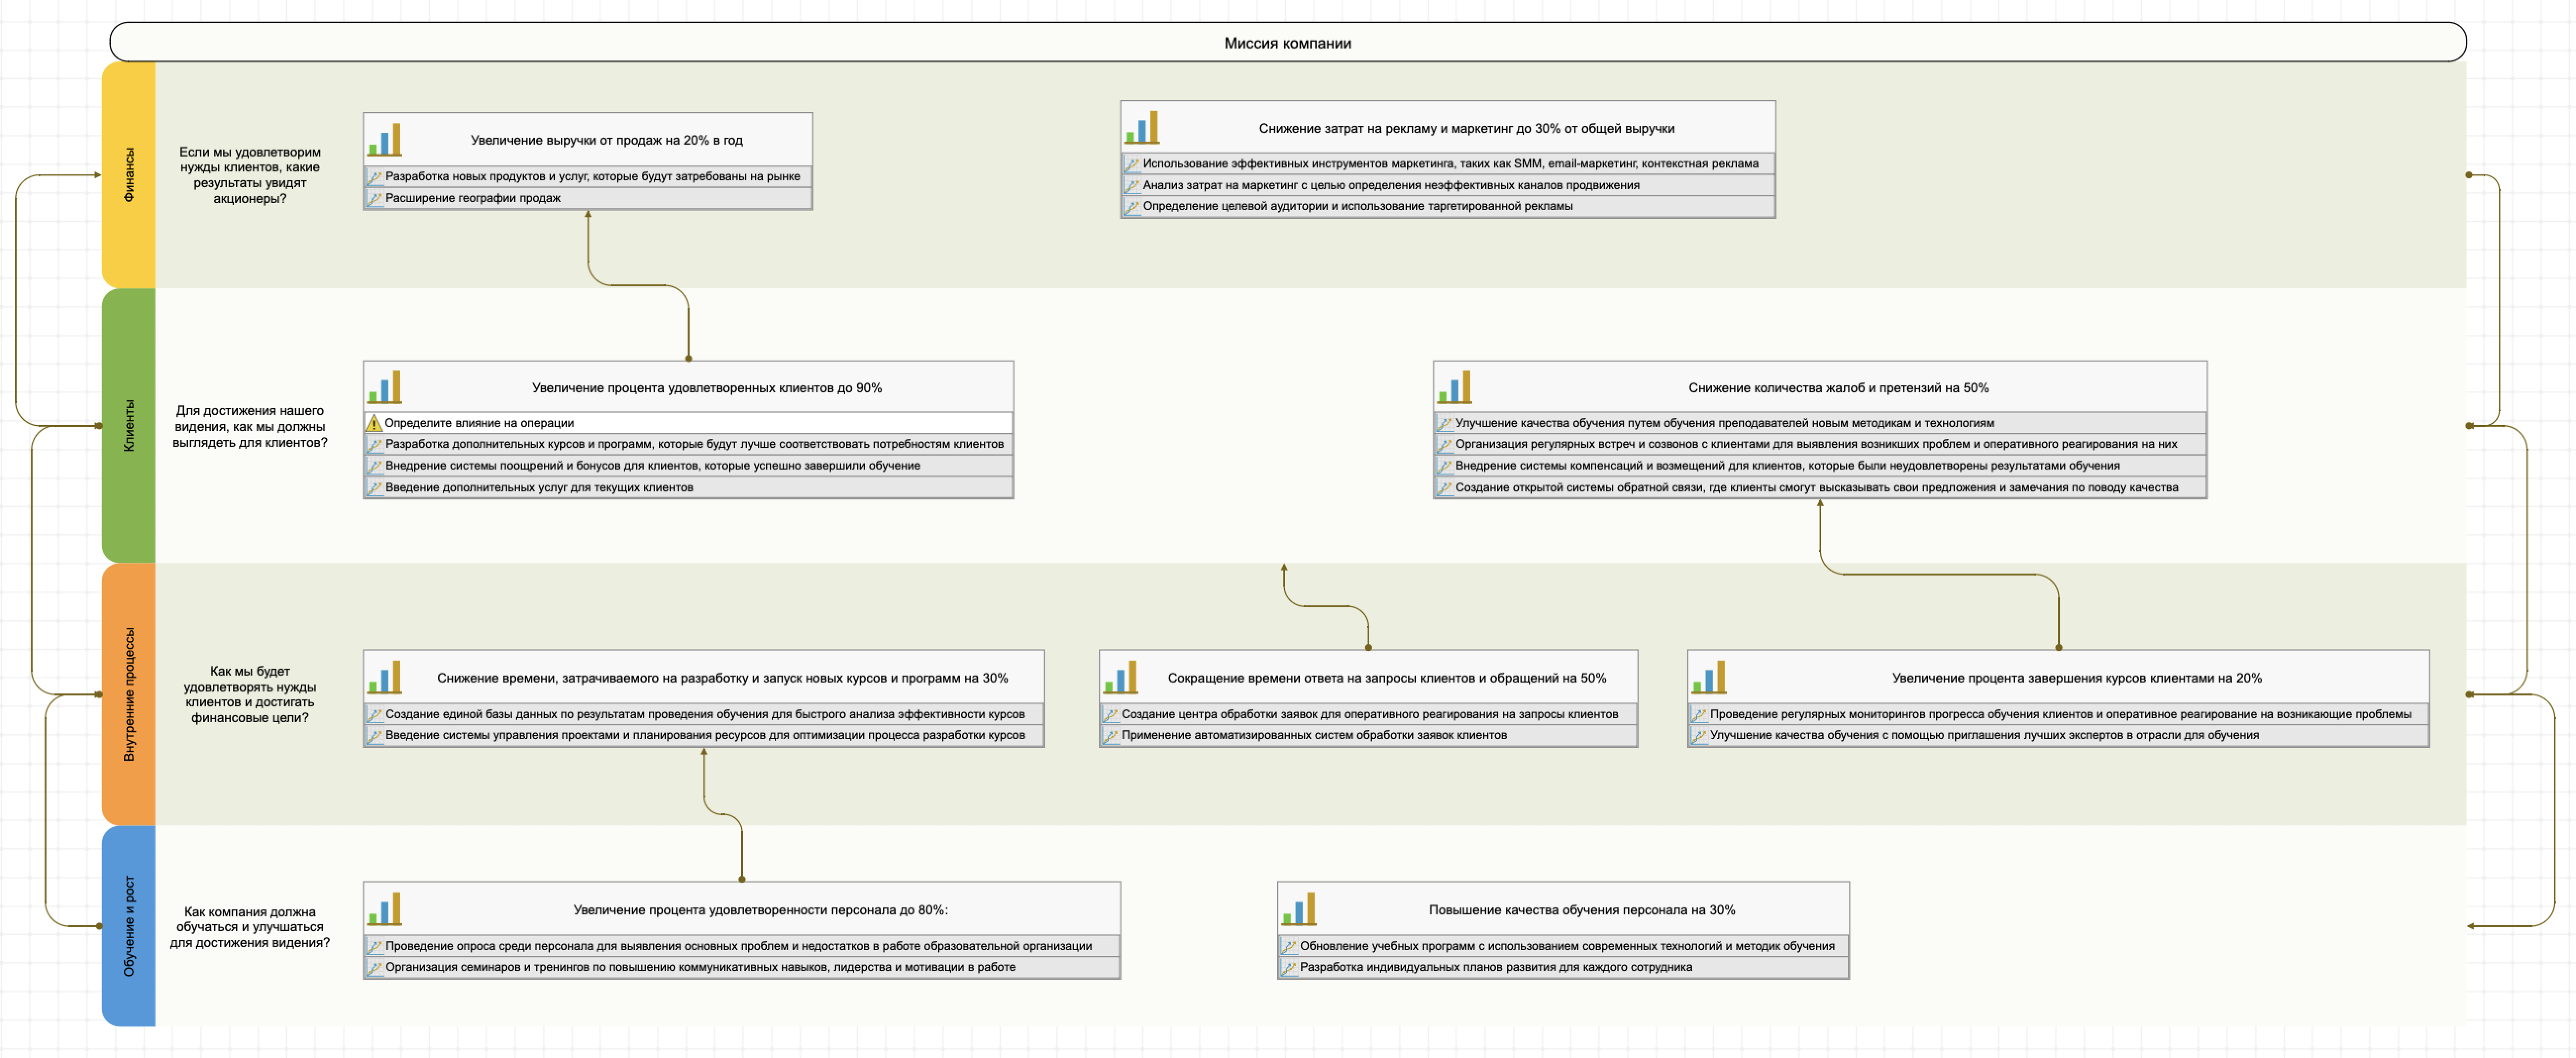 Миссия компании
Финансы
Если мы удовлетворим
нужды клиентов, какие
результаты увидят
акционеры?
Увеличение выручки от продаж на 20% в год
Разработка новых продуктов и услуг, которые будут затребованы на рынке
Расширение географии продаж
Снижение затрат на рекламу и маркетинг до 30% от общей выручки
Использование эффективных инструментов маркетинга, таких как SMM, email-маркетинг, контекстная реклама
Анализ затрат на маркетинг с целью определения неэффективных каналов продвижения
Определение целевой аудитории и использование таргетированной рекламы
Клиенты
Для достижения нашего
видения, как мы должны
выглядеть для клиентов?
Увеличение процента удовлетворенных клиентов до 90%
Определите влияние на операции
Разработка дополнительных курсов и программ, которые будут лучше соответствовать потребностям клиентов
Внедрение системы поощрений и бонусов для клиентов, которые успешно завершили обучение
Введение дополнительных услуг для текущих клиентов
Снижение количества жалоб и претензий на 50%
Улучшение качества обучения путем обучения преподавателей новым методикам и технологиям
Организация регулярных встреч и созвонов с клиентами для выявления возникших проблем и оперативного реагирования на них
Внедрение системы компенсаций и возмещений для клиентов, которые были неудовлетворены результатами обучения
Создание открытой системы обратной связи, где клиенты смогут высказывать свои предложения и замечания по поводу качества
Внутренние процессы
Как мы будет
удовлетворять нужды
клиентов и достигать
финансовые цели?
Снижение времени, затрачиваемого на разработку и запуск новых курсов и программ на 30%
Создание единой базы данных по результатам проведения обучения для быстрого анализа эффективности курсов
Введение системы управления проектами и планирования ресурсов для оптимизации процесса разработки курсов
Сокращение времени ответа на запросы клиентов и обращений на 50%
Создание центра обработки заявок для оперативного реагирования на запросы клиентов
Применение автоматизированных систем обработки заявок клиентов
Увеличение процента завершения курсов клиентами на 20%
Проведение регулярных мониторингов прогресса обучения клиентов и оперативное реагирование на возникающие проблемы
Улучшение качества обучения с помощью приглашения лучших экспертов в отрасли для обучения
Обучение и рост
Как компания должна
обучаться и улучшаться
для достижения видения?
Увеличение процента удовлетворенности персонала до 80%:
Проведение опроса среди персонала для выявления основных проблем и недостатков в работе образовательной организации
Организация семинаров и тренингов по повышению коммуникативных навыков, лидерства и мотивации в работе
Повышение качества обучения персонала на 30%
Обновление учебных программ с использованием современных технологий и методик обучения
Разработка индивидуальных планов развития для каждого сотрудника